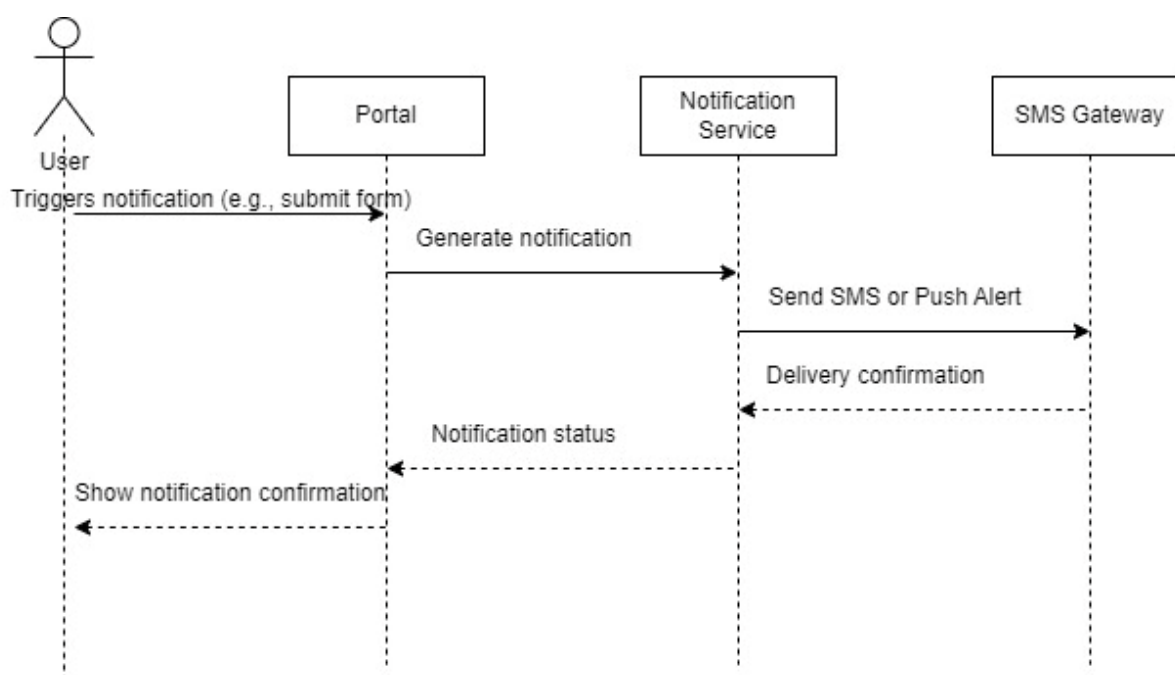 User
Portal
Notification
Service
SMS Gateway
Triggers notification (e.g., submit form)
Generate notification
Send SMS or Push Alert
Delivery confirmation
Notification status
Show notification confirmation